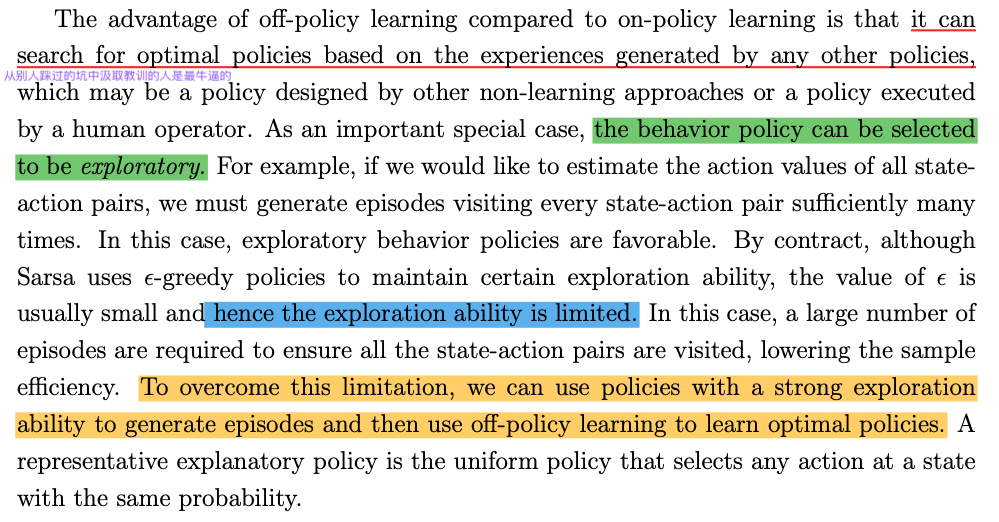 The advantage of off-policy learning compared to on-policy learning is that it can
search for optimal policies based on the experiences generated by any other policies,
从别人踩过的坑中汲取教训的人是最牛逼的
which may be a policy designed by other non-learning approaches or a policy executed
by a human operator. As an important special case, the behavior policy can be selected
to be exploratory. For example, if we would like to estimate the action values of all state-
action pairs, we must generate episodes visiting every state-action pair sufficiently many
times. In this case, exploratory behavior policies are favorable. By contract, although
Sarsa uses ϵ-greedy policies to maintain certain exploration ability, the value of ϵ is
usually small and hence the exploration ability is limited. In this case, a large number of
episodes are required to ensure all the state-action pairs are visited, lowering the sample
efficiency. To overcome this limitation, we can use policies with a strong exploration
ability to generate episodes and then use off-policy learning to learn optimal policies. A
representative explanatory policy is the uniform policy that selects any action at a state
with the same probability.